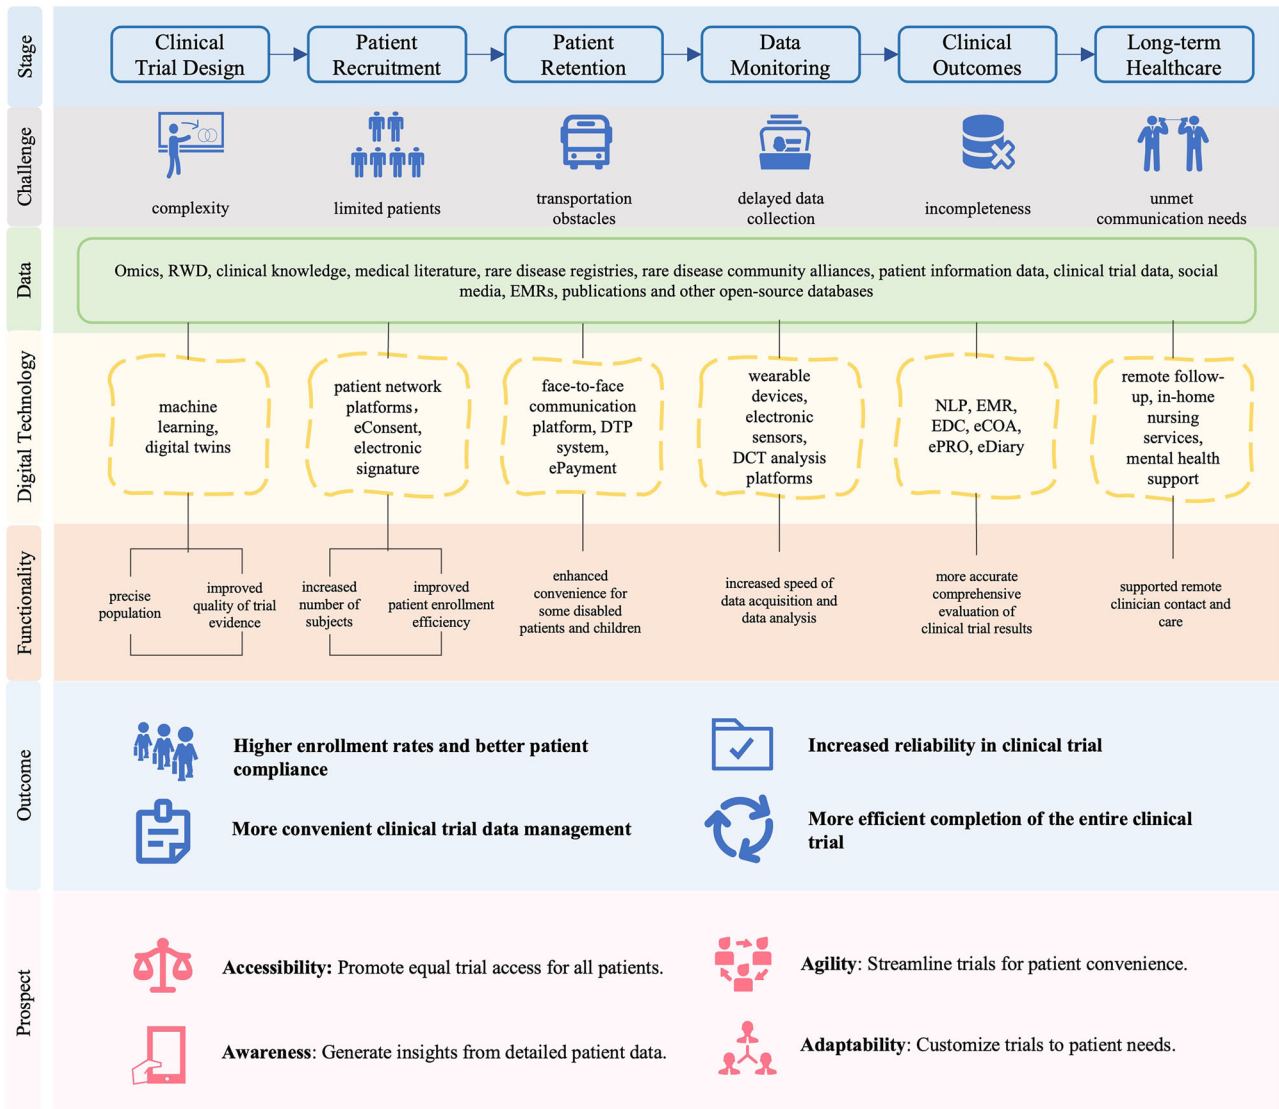 Stage
Clinical
Trial Design
Patient
Recruitment
Patient
Retention
Data
Monitoring
Clinical
Outcomes
Long-term
Healthcare
Challenge
complexity
limited patients
transportation
obstacles
delayed data
collection
incompleteness
unmet
communication needs
Data
Omics, RWD, clinical knowledge, medical literature, rare disease registries, rare disease community alliances, patient information data, clinical trial data, social
media, EMRs, publications and other open-source databases
Digital Technology
machine
learning,
digital twins
patient network
platforms，
eConsent,
electronic
signature
face-to-face
communication
platform, DTP
system,
ePayment
wearable
devices,
electronic
sensors,
DCT analysis
platforms
NLP, EMR,
EDC, eCOA,
ePRO, eDiary
remote follow-
up, in-home
nursing
services,
mental health
support
Functionality
precise
population
improved
quality of trial
evidence
increased
number of
subjects
improved
patient enrollment
efficiency
enhanced
convenience for
some disabled
patients and children
increased speed of
data acquisition and
data analysis
more accurate
comprehensive
evaluation of
clinical trial results
supported remote
clinician contact and
care
Outcome
Higher enrollment rates and better patient
compliance
Increased reliability in clinical trial
More convenient clinical trial data management
More efficient completion of the entire clinical
trial
Prospect
Accessibility: Promote equal trial access for all patients.
Agility: Streamline trials for patient convenience.
Awareness: Generate insights from detailed patient data.
Adaptability: Customize trials to patient needs.